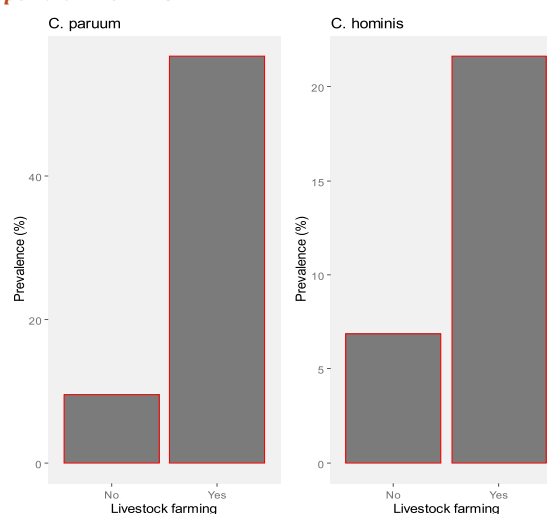 C. paruum
C. hominis
Prevalence (%)
40
20
0
No
Yes
Livestock farming
Prevalence (%)
20
15
10
5
0
No
Yes
Livestock farming